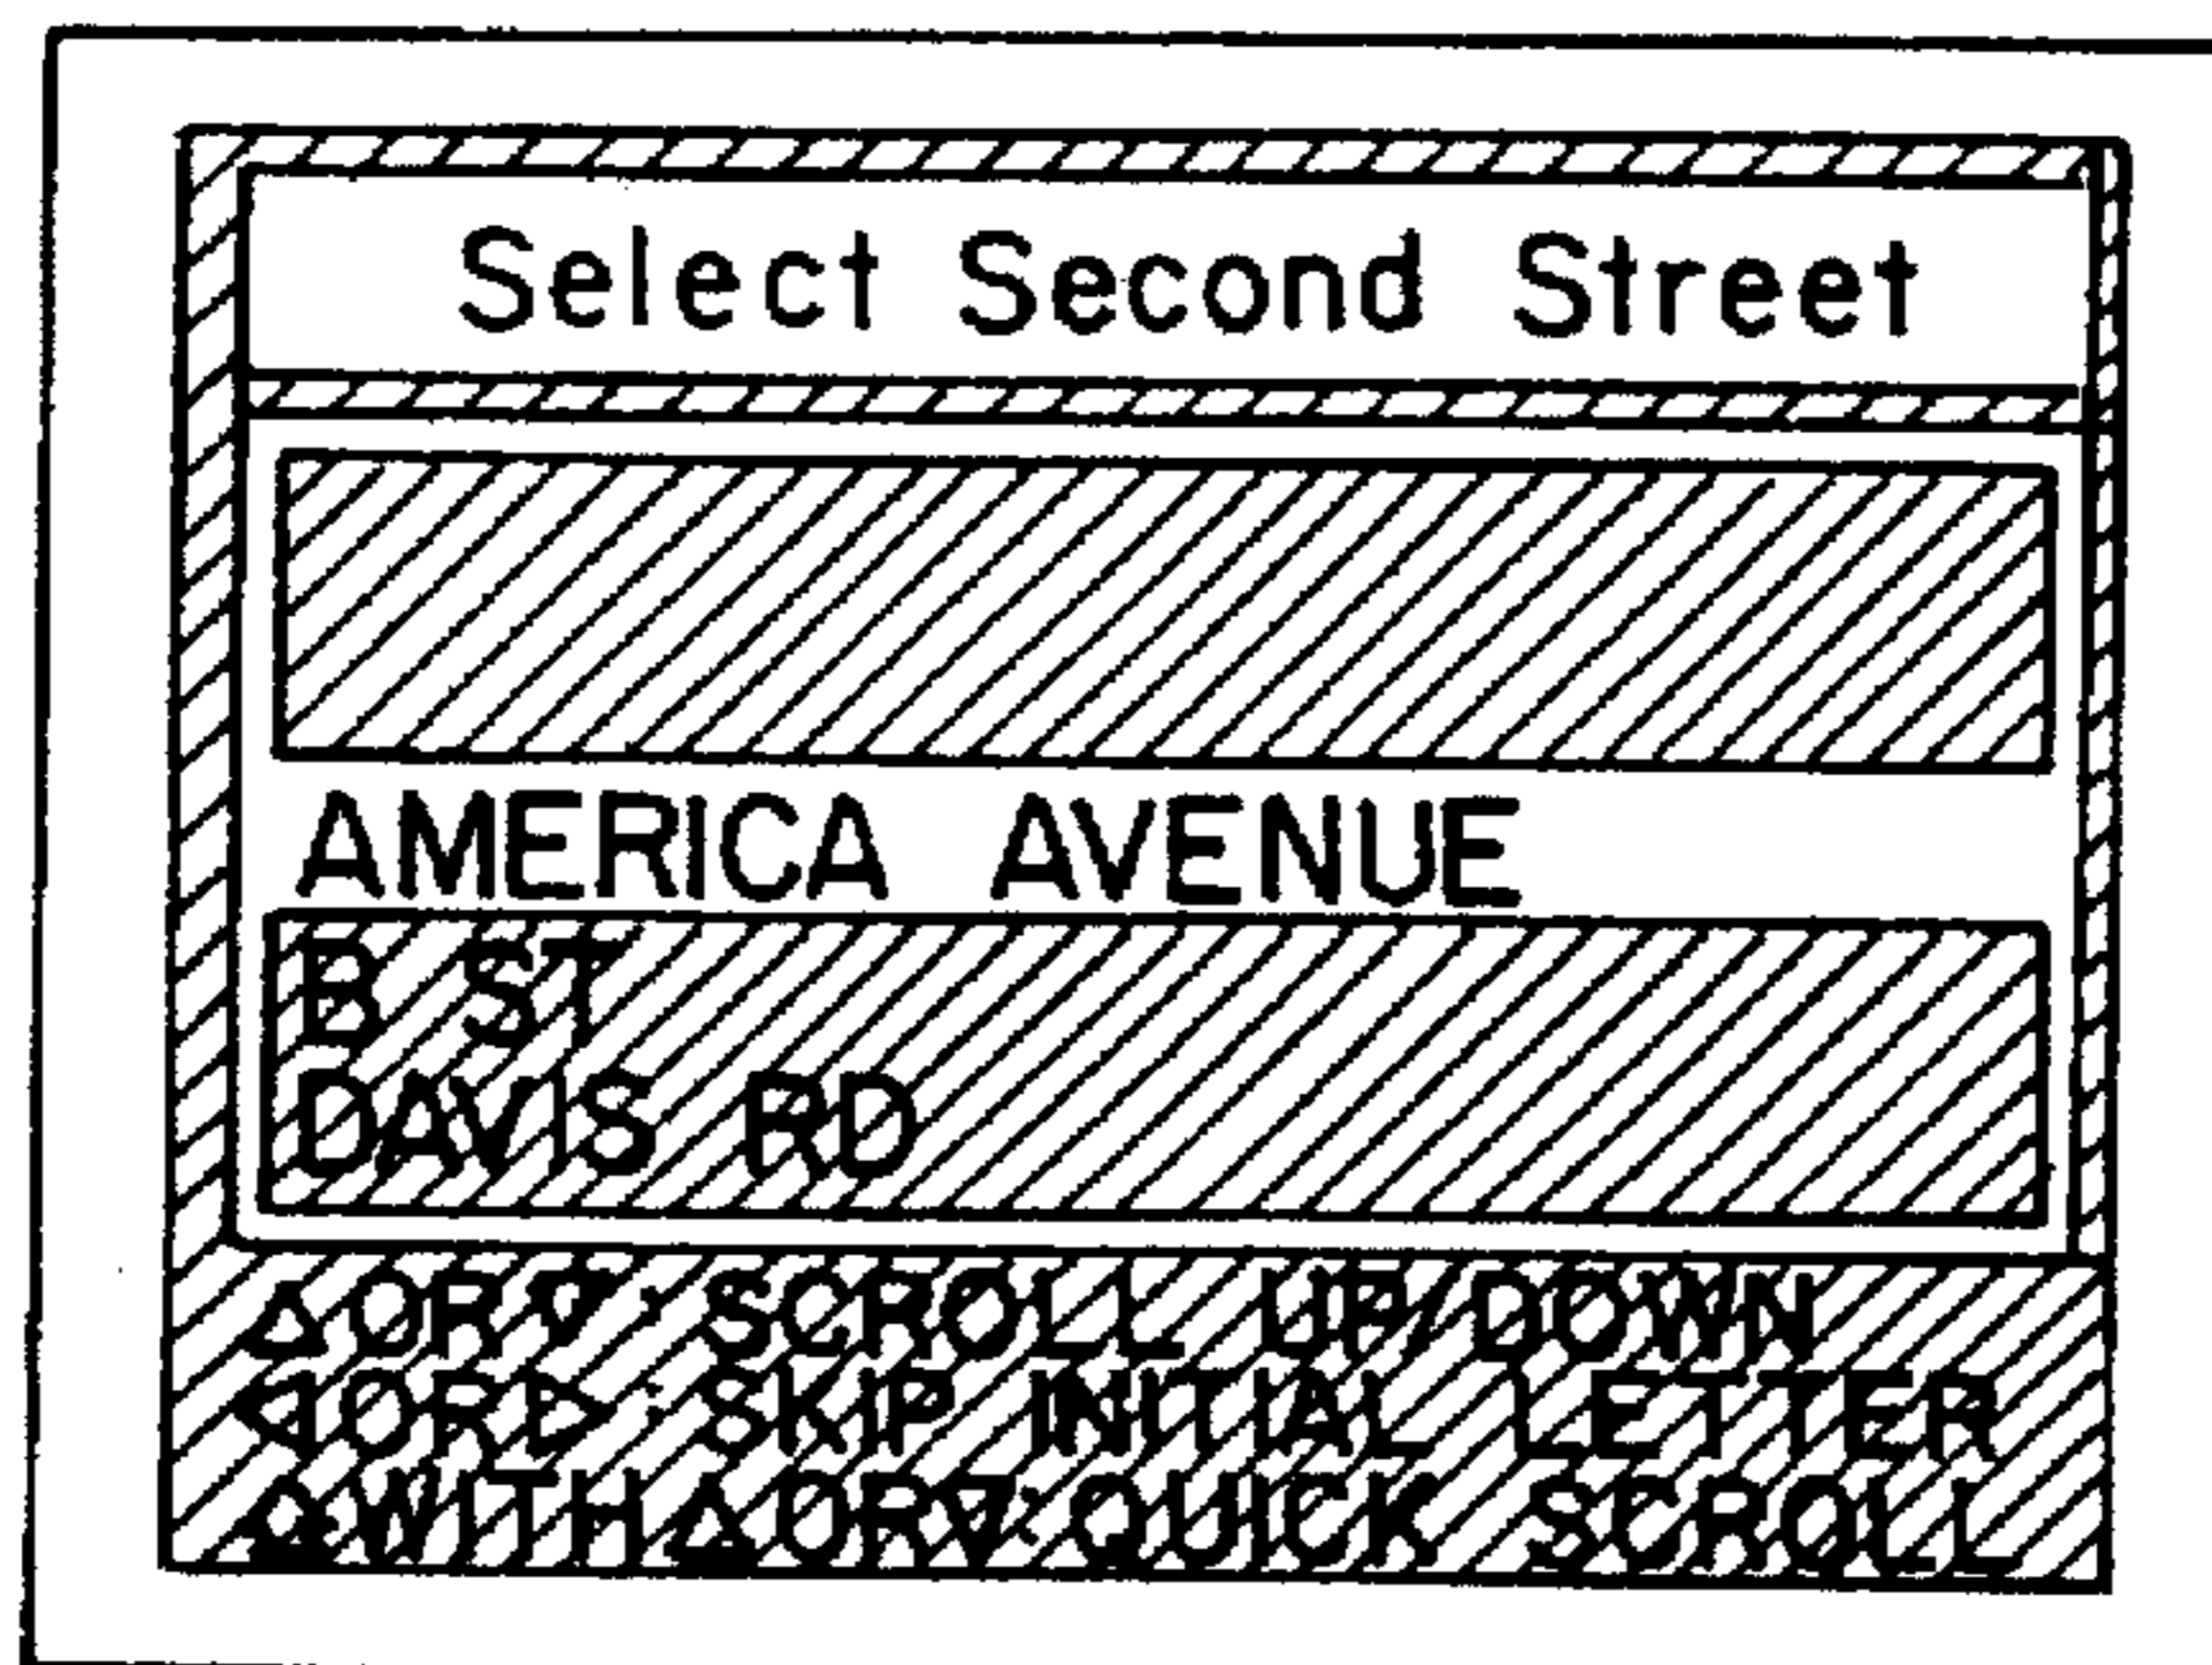 Select Second Street
AMERICA AVENUE
B ST
DAVIS RD
△ OR ▽ : SCROLL UP/DOWN
◁ OR ▷ : SKIP INITIAL LETTER
WITH △ OR ▽ : QUICK SCROLL